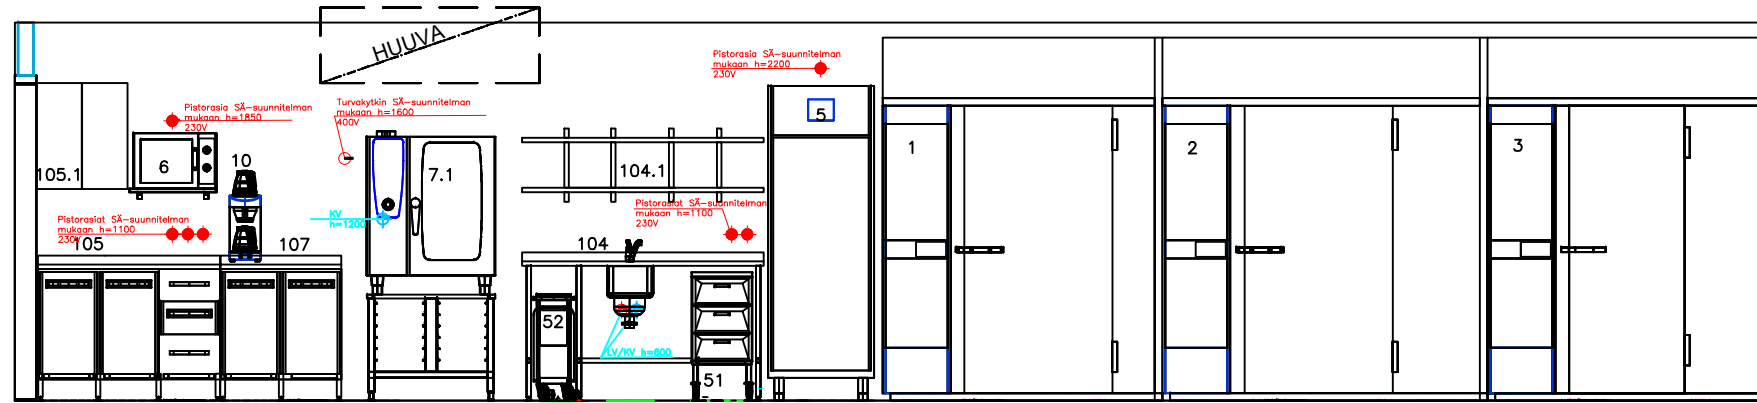 HUUVA
Pistorasia SÄ-suunnitelman
mukaan h=2200
230V
Pistorasia SÄ-suunnitelman
mukaan h=1850
230V
Turvakytkin SÄ-suunnitelman
mukaan h=1600
400V
5
1
2
3
6
10
105.1
7.1
104.1
KV
h=1200
Pistorasiat SÄ-suunnitelman
mukaan h=1100
230V
Pistorasiat SÄ-suunnitelman
mukaan h=1100
230V
105
107
104
52
LV/KV h=600
51